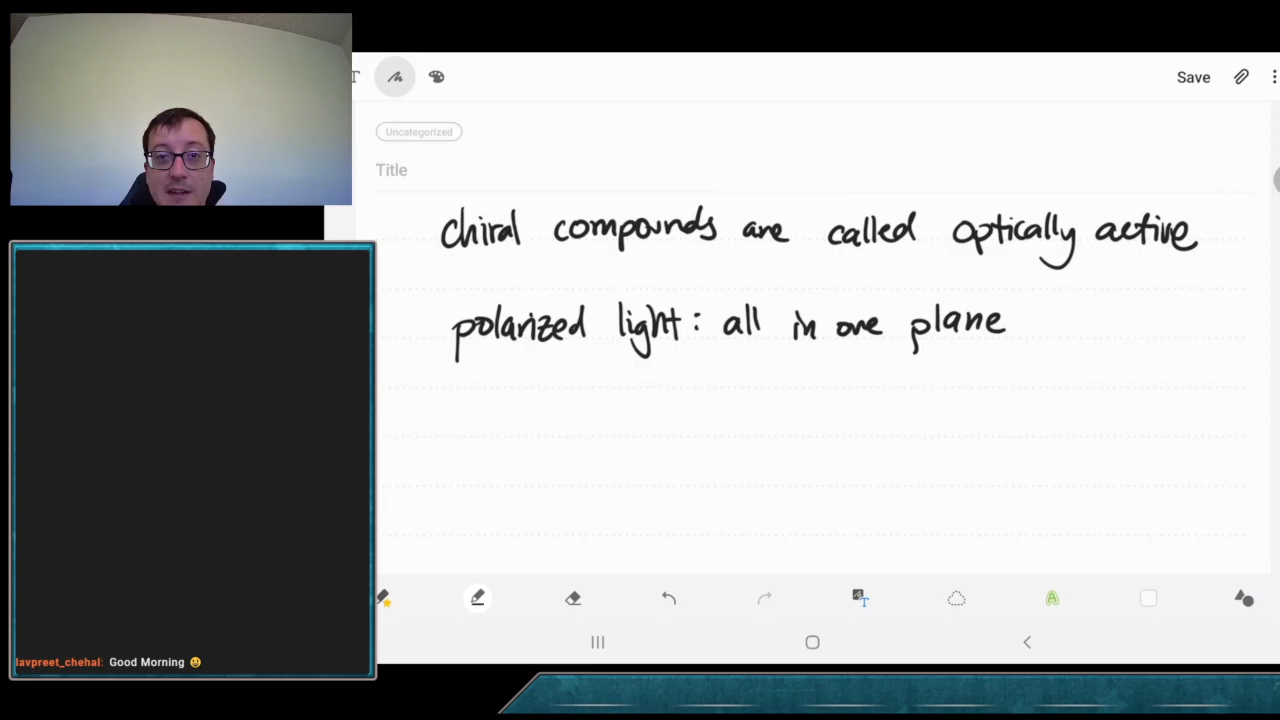 T
Save
Uncategorized
Title
chiral compounds are called optically active
polarized light: all in one plane
lavpreet_chehal: Good Morning 😃